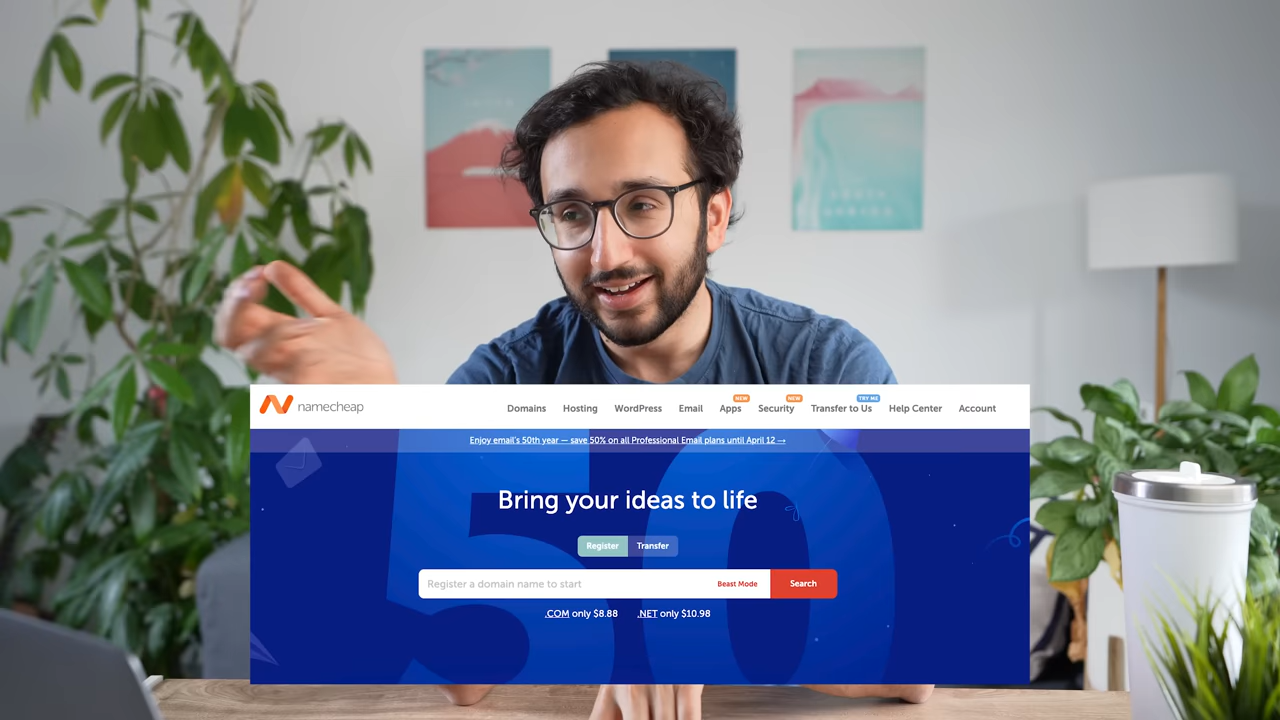 namecheap
Domains Hosting WordPress Email Apps Security Transfer to Us Help Center Account
NEW NEW TRY ME
Enjoy email's 50th year — save 50% on all Professional Email plans until April 12 →
50
Bring your ideas to life
Register Transfer
Register a domain name to start Beast Mode Search
.COM only $8.88 .NET only $10.98